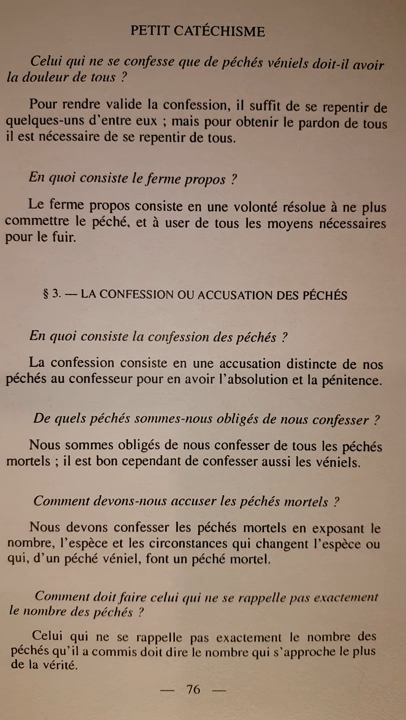 PETIT CATÉCHISME
Celui qui ne se confesse que de péchés véniels doit-il avoir
la douleur de tous ?
Pour rendre valide la confession, il suffit de se repentir de
quelques-uns d'entre eux ; mais pour obtenir le pardon de tous
il est nécessaire de se repentir de tous.
En quoi consiste le ferme propos ?
Le ferme propos consiste en une volonté résolue à ne plus
commettre le péché, et à user de tous les moyens nécessaires
pour le fuir.
§ 3. — LA CONFESSION OU ACCUSATION DES PÉCHÉS
En quoi consiste la confession des péchés ?
La confession consiste en une accusation distincte de nos
péchés au confesseur pour en avoir l'absolution et la pénitence.
De quels péchés sommes-nous obligés de nous confesser ?
Nous sommes obligés de nous confesser de tous les péchés
mortels ; il est bon cependant de confesser aussi les véniels.
Comment devons-nous accuser les péchés mortels ?
Nous devons confesser les péchés mortels en exposant le
nombre, l'espèce et les circonstances qui changent l'espèce ou
qui, d'un péché véniel, font un péché mortel.
Comment doit faire celui qui ne se rappelle pas exactement
le nombre des péchés ?
Celui qui ne se rappelle pas exactement le nombre des
péchés qu'il a commis doit dire le nombre qui s'approche le plus
de la vérité.
— 76 —